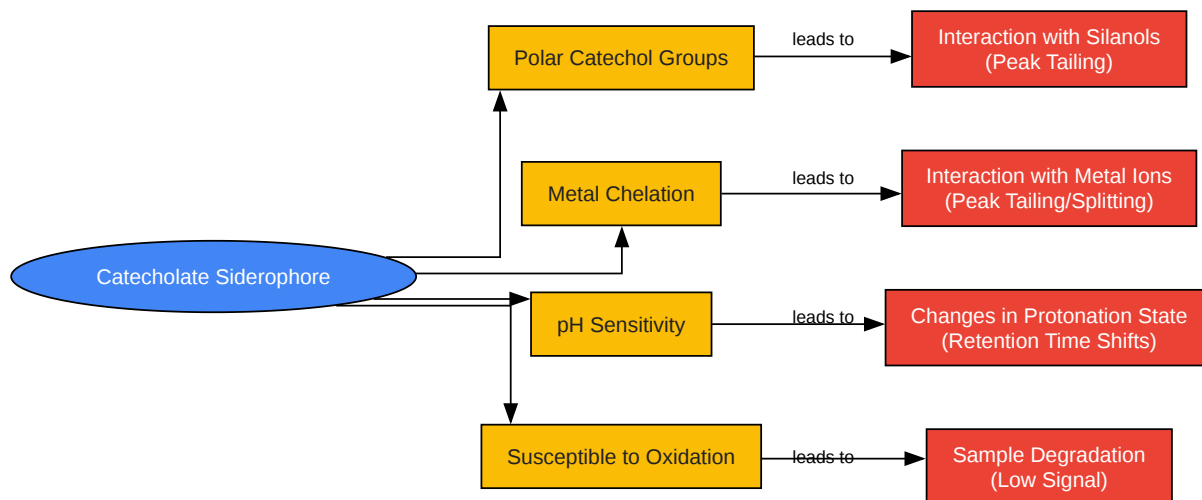 Polar Catechol Groups
leads to
Interaction with Silanols
(Peak Tailing)
Metal Chelation
leads to
Interaction with Metal Ions
(Peak Tailing/Splitting)
Catecholate Siderophore
pH Sensitivity
leads to
Changes in Protonation State
(Retention Time Shifts)
Susceptible to Oxidation
leads to
Sample Degradation
(Low Signal)